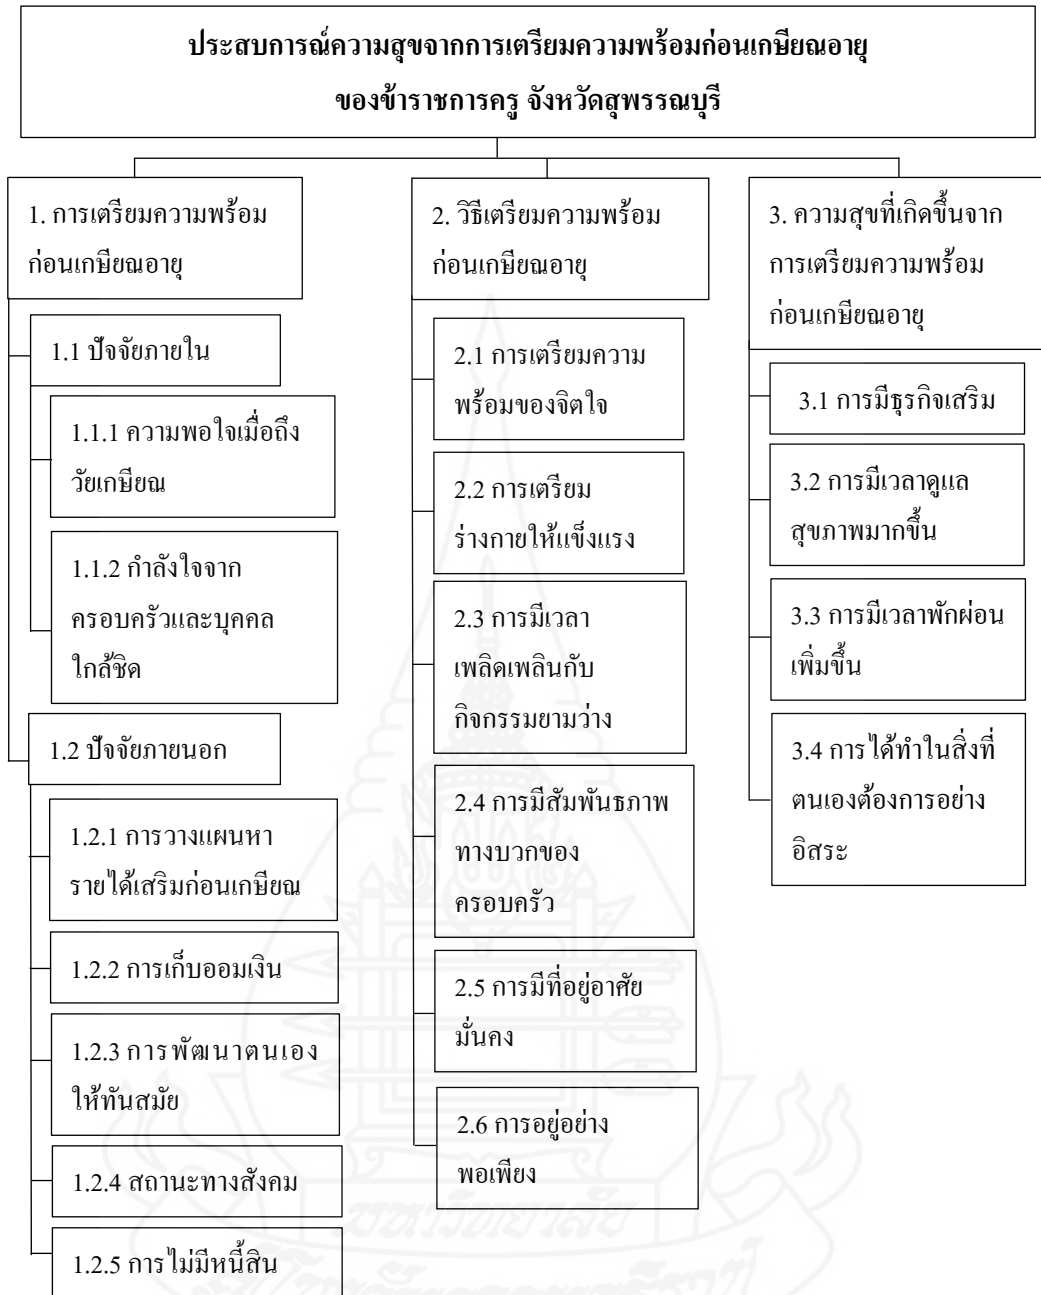 ประสบการณ์ความสุขจากการเตรียมความพร้อมก่อนเกษียณอายุ
ของข้าราชการครู จังหวัดสุพรรณบุรี
1. การเตรียมความพร้อม
ก่อนเกษียณอายุ
1.1 ปัจจัยภายใน
1.1.1 ความพอใจเมื่อถึง
วัยเกษียณ
1.1.2 กำลังใจจาก
ครอบครัวและบุคคล
ใกล้ชิด
1.2 ปัจจัยภายนอก
1.2.1 การวางแผนหา
รายได้เสริมก่อนเกษียณ
1.2.2 การเก็บออมเงิน
1.2.3 การพัฒนาตนเอง
ให้ทันสมัย
1.2.4 สถานะทางสังคม
1.2.5 การไม่มีหนี้สิน
2. วิธีเตรียมความพร้อม
ก่อนเกษียณอายุ
2.1 การเตรียมความ
พร้อมของจิตใจ
2.2 การเตรียม
ร่างกายให้แข็งแรง
2.3 การมีเวลา
เพลิดเพลินกับ
กิจกรรมยามว่าง
2.4 การมีสัมพันธภาพ
ทางบวกของ
ครอบครัว
2.5 การมีที่อยู่อาศัย
มั่นคง
2.6 การอยู่อย่าง
พอเพียง
3. ความสุขที่เกิดขึ้นจาก
การเตรียมความพร้อม
ก่อนเกษียณอายุ
3.1 การมีธุรกิจเสริม
3.2 การมีเวลาดูแล
สุขภาพมากขึ้น
3.3 การมีเวลาพักผ่อน
เพิ่มขึ้น
3.4 การได้ทำในสิ่งที่
ตนเองต้องการอย่าง
อิสระ
มหาวิทยาลัย